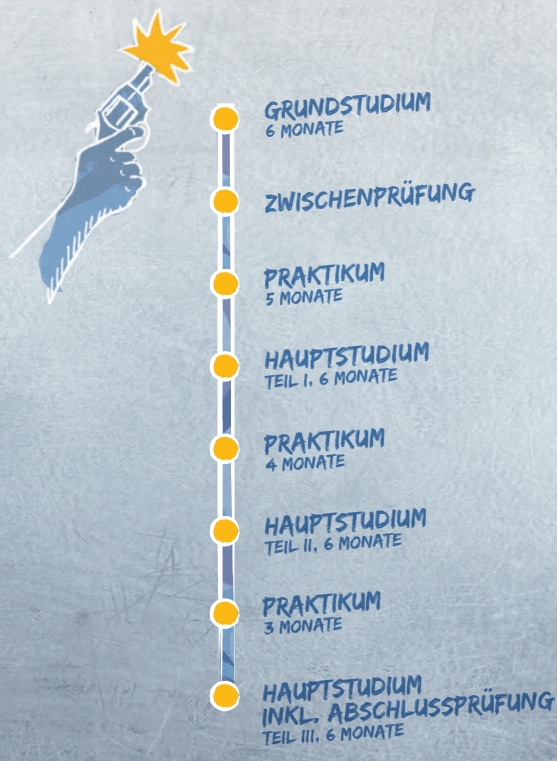 GRUNDSTUDIUM
6 MONATE
ZWISCHENPRÜFUNG
PRAKTIKUM
5 MONATE
HAUPTSTUDIUM
TEIL I, 6 MONATE
PRAKTIKUM
4 MONATE
HAUPTSTUDIUM
TEIL II, 6 MONATE
PRAKTIKUM
3 MONATE
HAUPTSTUDIUM
INKL. ABSCHLUSSPRÜFUNG
TEIL III, 6 MONATE